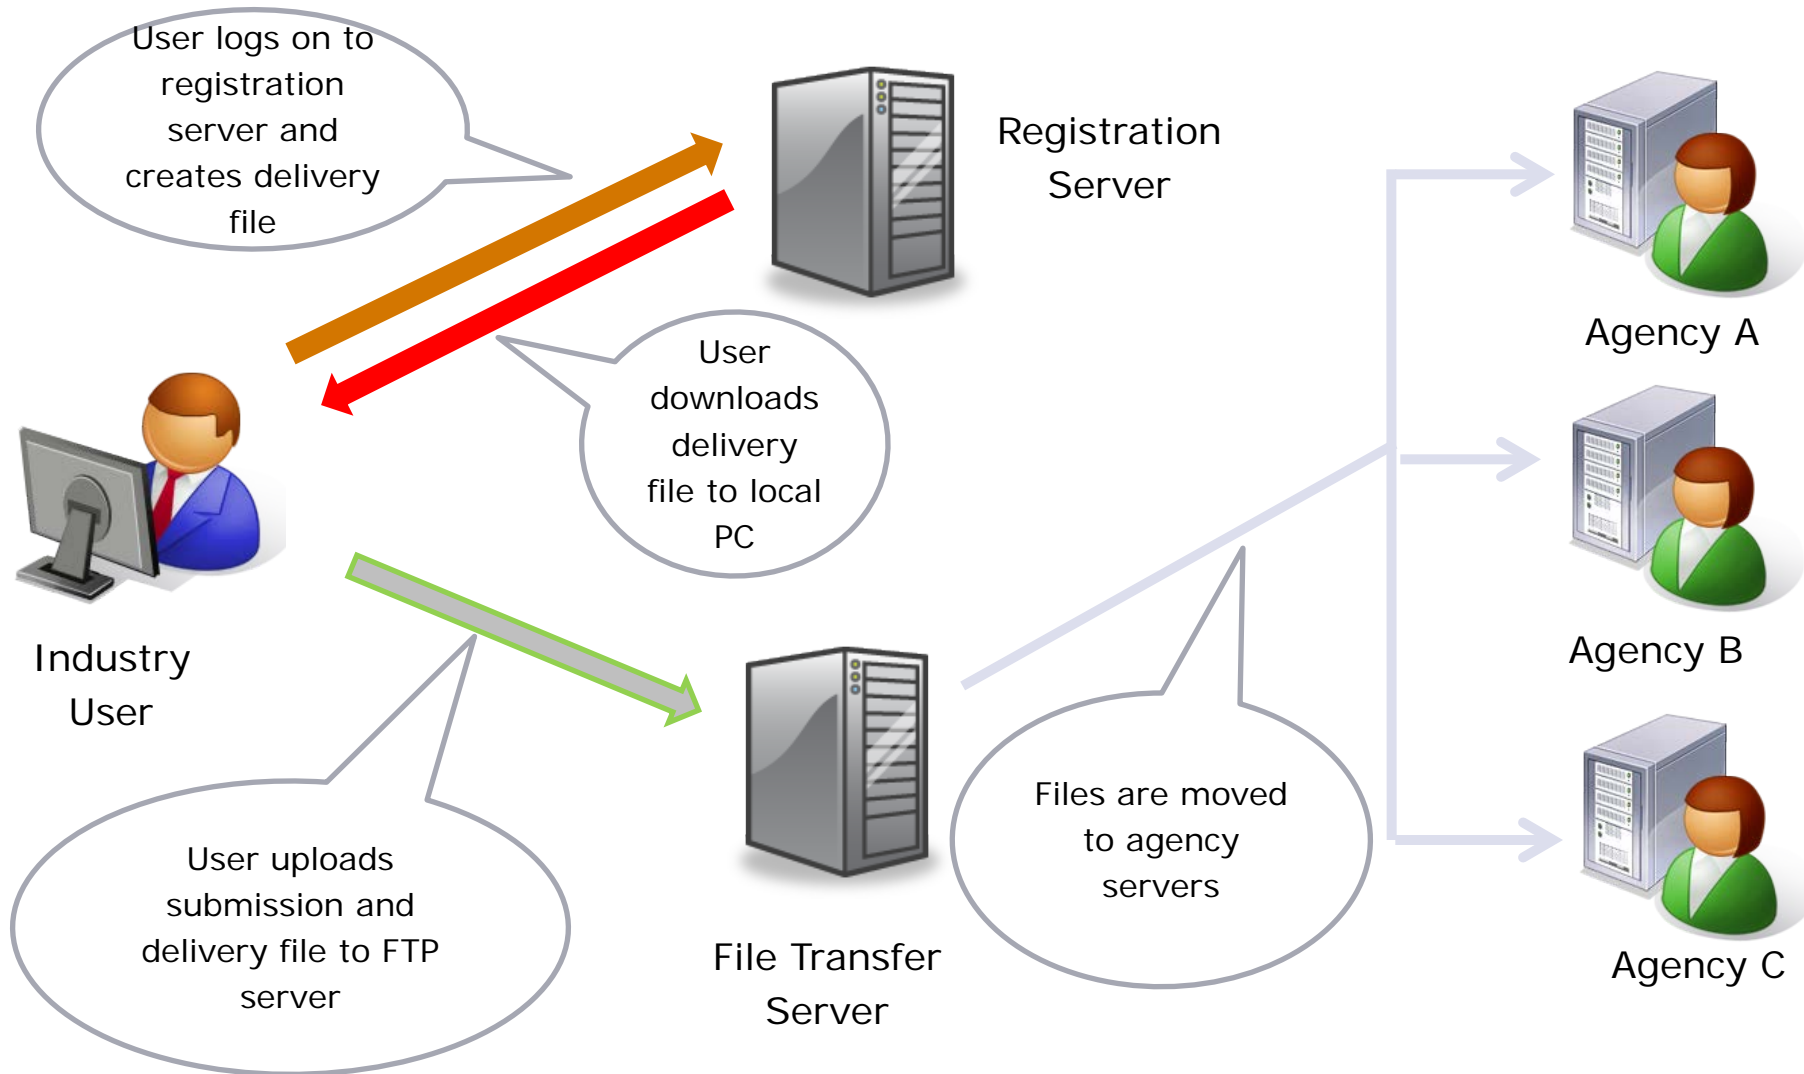 User logs on to
registration
server and
creates delivery
file
Registration
Server
Agency A
User
downloads
delivery
file to local
PC
Industry
User
Agency B
User uploads
submission and
delivery file to FTP
server
File Transfer
Server
Files are moved
to agency
servers
Agency C